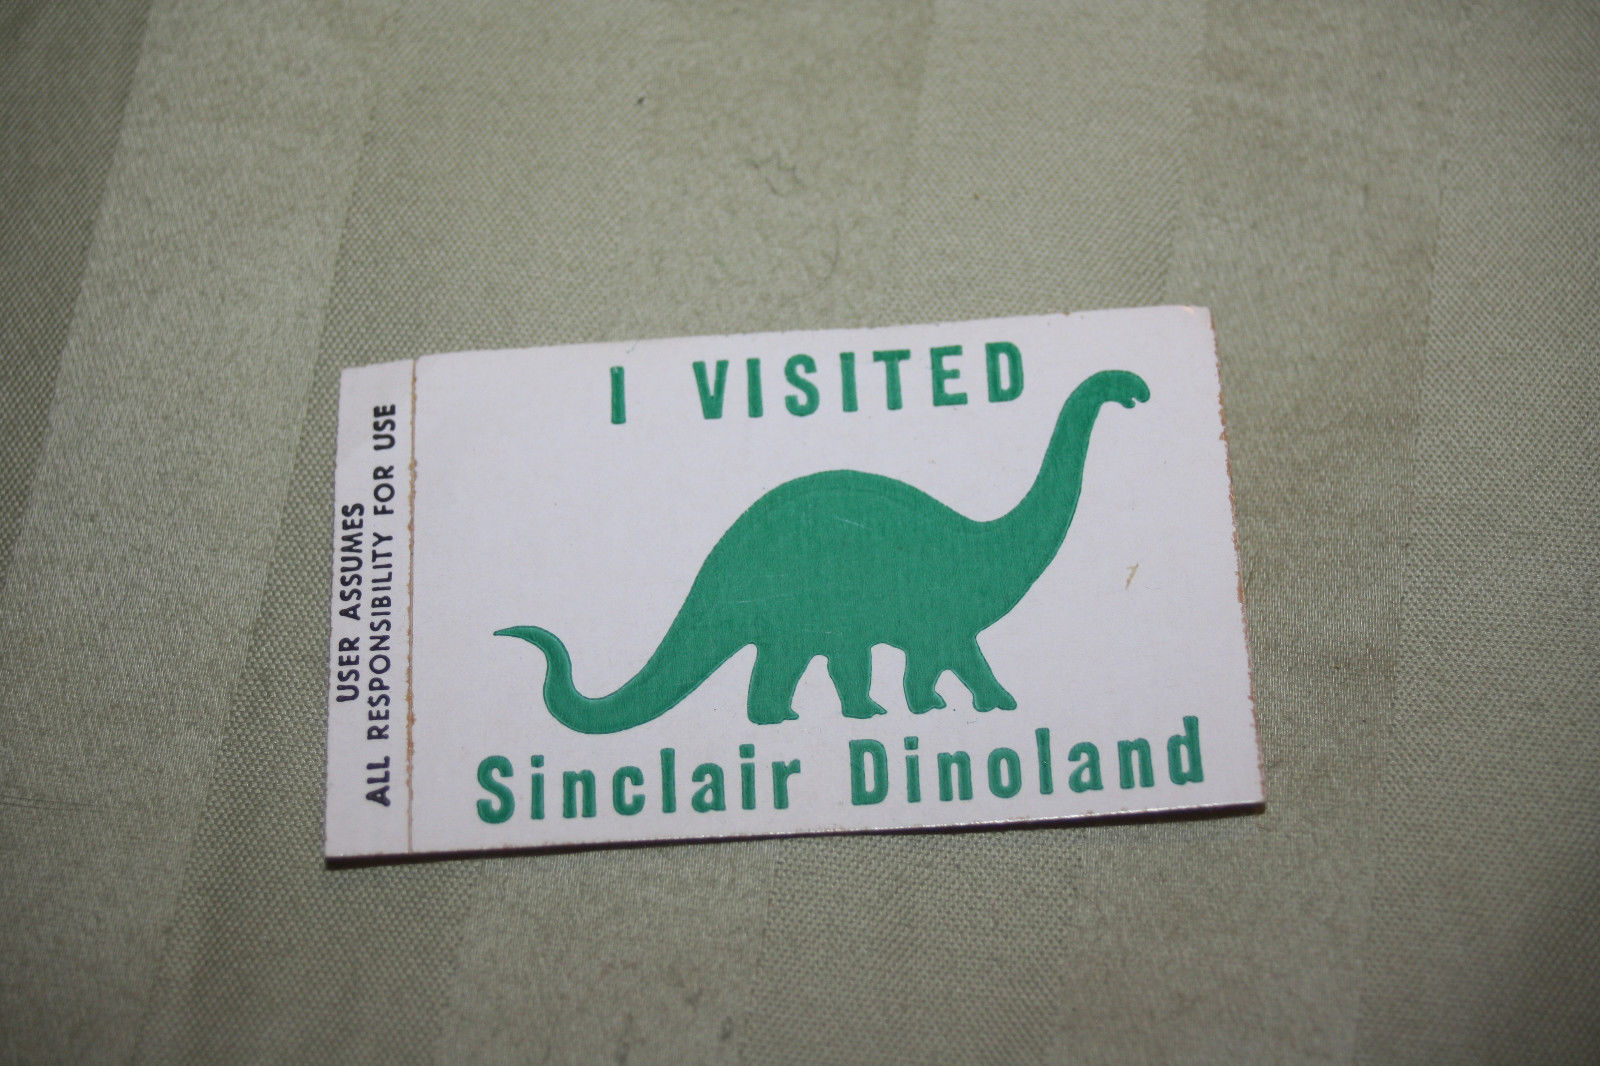 I VISITED
Sinclair Dinoland
USER ASSUMES
ALL RESPONSIBILITY FOR USE